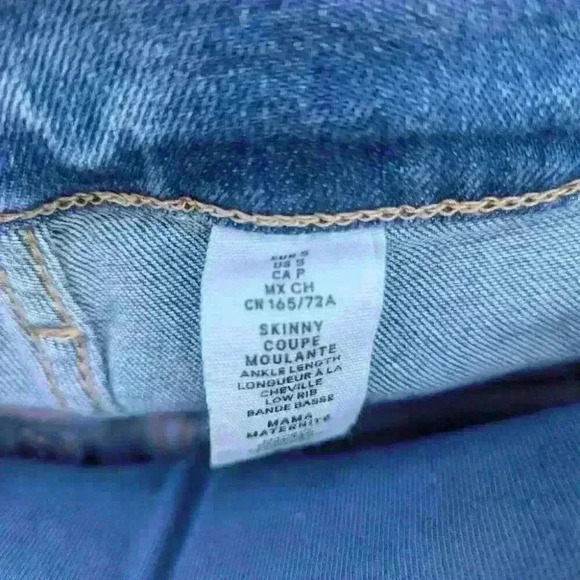 EUR S
US S
CA P
MX CH
CN 165/72A
SKINNY
COUPE
MOULANTE
ANKLE LENGTH
LONGUEUR À LA
CHEVILLE
LOW RIB
BANDE BASSE
MAMA
MATERNITÉ